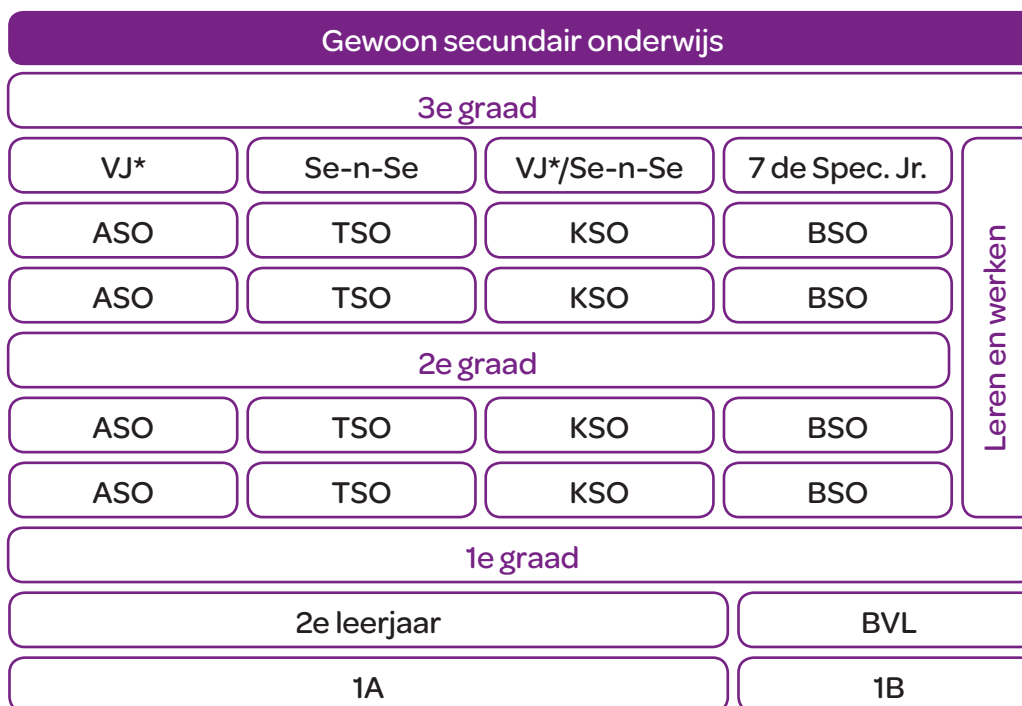 Gewoon secundair onderwijs
3e graad
VJ* Se-n-Se VJ*/Se-n-Se 7 de Spec. Jr.
ASO TSO KSO BSO
ASO TSO KSO BSO
Leren en werken
2e graad
ASO TSO KSO BSO
ASO TSO KSO BSO
1e graad
2e leerjaar BVL
1A 1B